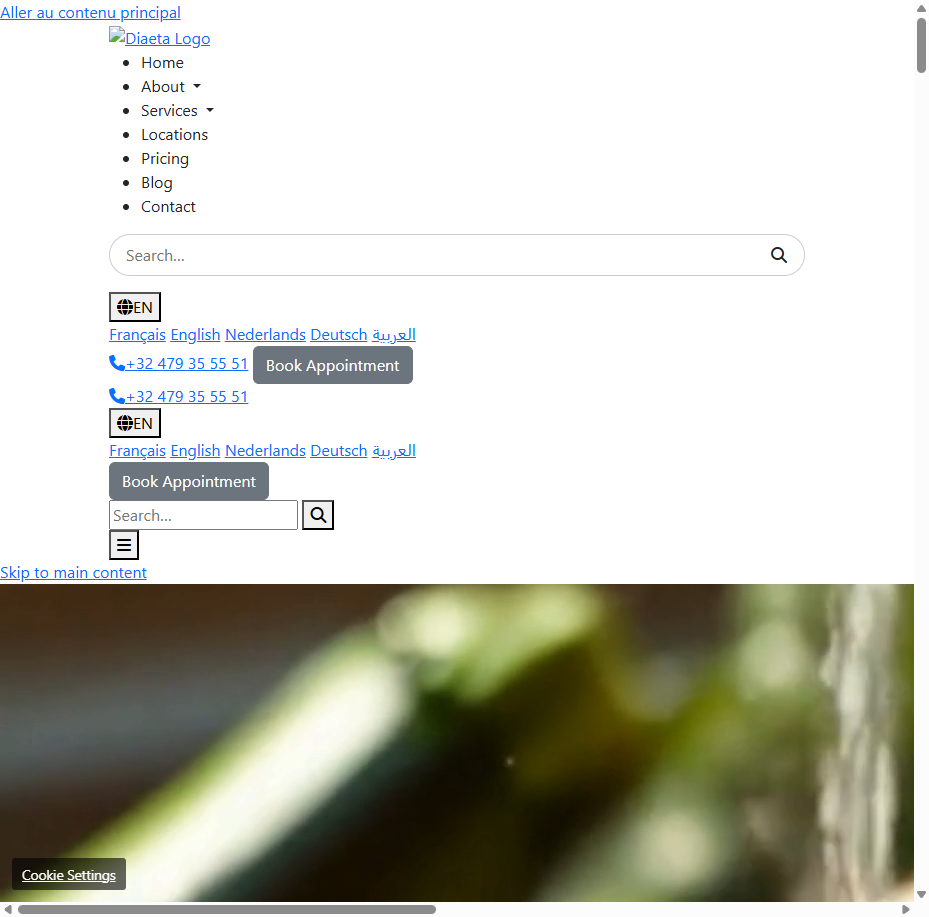 Aller au contenu principal
Diaeta Logo
Home
About
Services
Locations
Pricing
Blog
Contact
Search...
EN
Français English Nederlands Deutsch العربية
+32 479 35 55 51 Book Appointment
+32 479 35 55 51
EN
Français English Nederlands Deutsch العربية
Book Appointment
Search...
Skip to main content
Cookie Settings